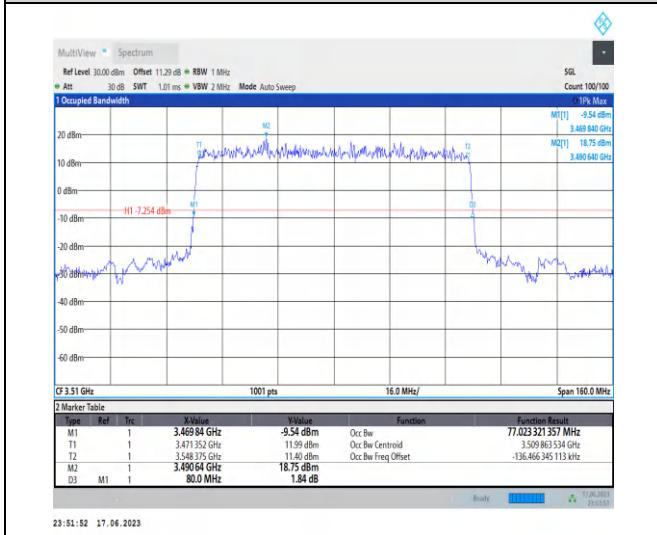 MultiView Spectrum
Ref Level 30.00 dBm Offset 11.29 dB RBW 1 MHz SGL
Att 30 dB SWT 1.01 ms VBW 2 MHz Mode Auto Sweep Count 100/100
1 Occupied Bandwidth 1Pk Max
M1[1] -9.54 dBm
3.469 840 GHz
M2[1] 18.75 dBm
3.490 640 GHz
M2
20 dBm
T1 T2
10 dBm
0 dBm
M1 D3
H1 -7.254 dBm
-10 dBm
-20 dBm
-30 dBm
-40 dBm
-50 dBm
-60 dBm
CF 3.51 GHz 1001 pts 16.0 MHz/ Span 160.0 MHz
2 Marker Table
Type Ref Trc X-Value Y-Value Function Function Result
M1 1 3.469 84 GHz -9.54 dBm Occ Bw 77.023 321 357 MHz
T1 1 3.471 352 GHz 11.99 dBm Occ Bw Centroid 3.509 863 534 GHz
T2 1 3.548 375 GHz 11.40 dBm Occ Bw Freq Offset -136.466 345 113 kHz
M2 1 3.490 64 GHz 18.75 dBm
D3 M1 1 80.0 MHz 1.84 dB
Ready 17.06.2023
23:51:52 17.06.2023